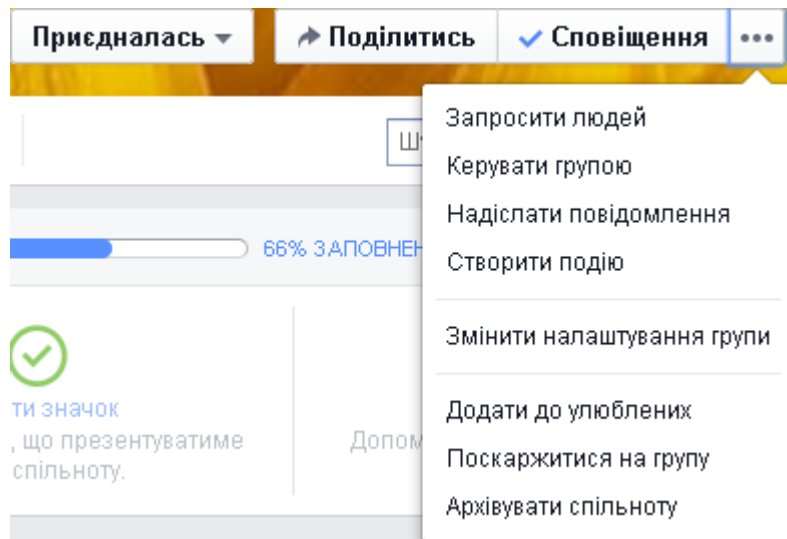 Приєдналась
Поділитись
Сповіщення
Запросити людей
Керувати групою
Надіслати повідомлення
Створити подію
66% ЗАПОВНЕН
Змінити налаштування групи
ти значок
, що презентуватиме
спільноту.
Допом
Додати до улюблених
Поскаржитися на групу
Архівувати спільноту